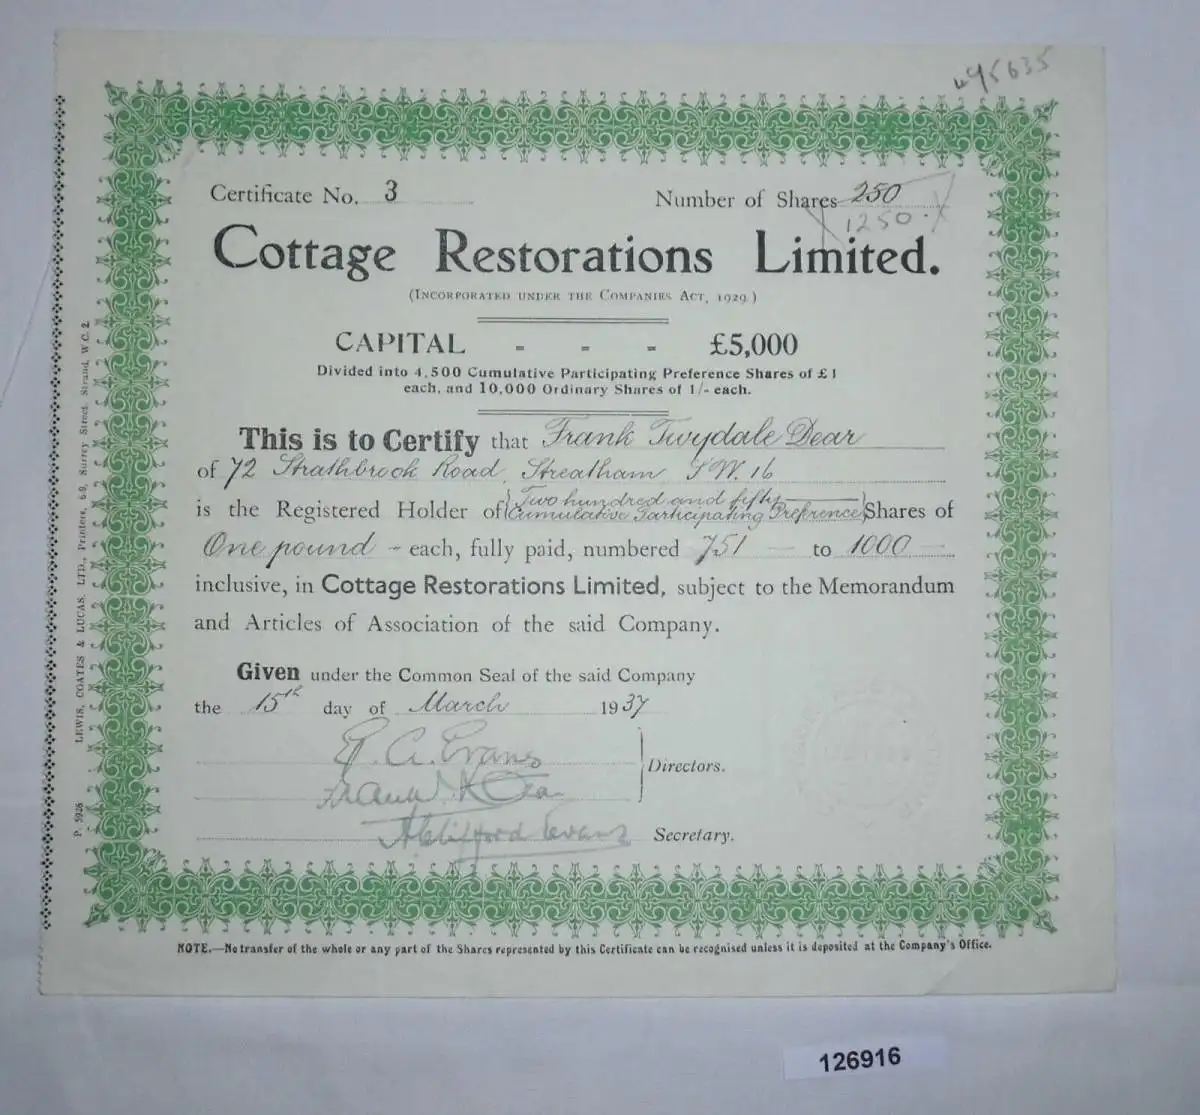 495635
Certificate No. 3
Number of Shares 250
1250.
Cottage Restorations Limited.
(INCORPORATED UNDER THE COMPANIES ACT, 1929.)
CAPITAL - - - £5,000
Divided into 4,500 Cumulative Participating Preference Shares of £1
each, and 10,000 Ordinary Shares of 1/- each.
This is to Certify that Frank Twydale Dear
of 72 Strathbrook Road, Streatham S.W. 16
is the Registered Holder of { Two hundred and fifty
Cumulative Participating Preference } Shares of
One pound - each, fully paid, numbered 751 — to 1000 —
inclusive, in Cottage Restorations Limited, subject to the Memorandum
and Articles of Association of the said Company.
Given under the Common Seal of the said Company
the 15th day of March 1937
E. A. Evans
Directors.
A Clifford Evans Secretary.
NOTE.—No transfer of the whole or any part of the Shares represented by this Certificate can be recognised unless it is deposited at the Company's Office.
P. 5926 LEWIS, COATES & LUCAS, LTD., Printers, 6-9, Surrey Street, Strand, W.C. 2.
126916